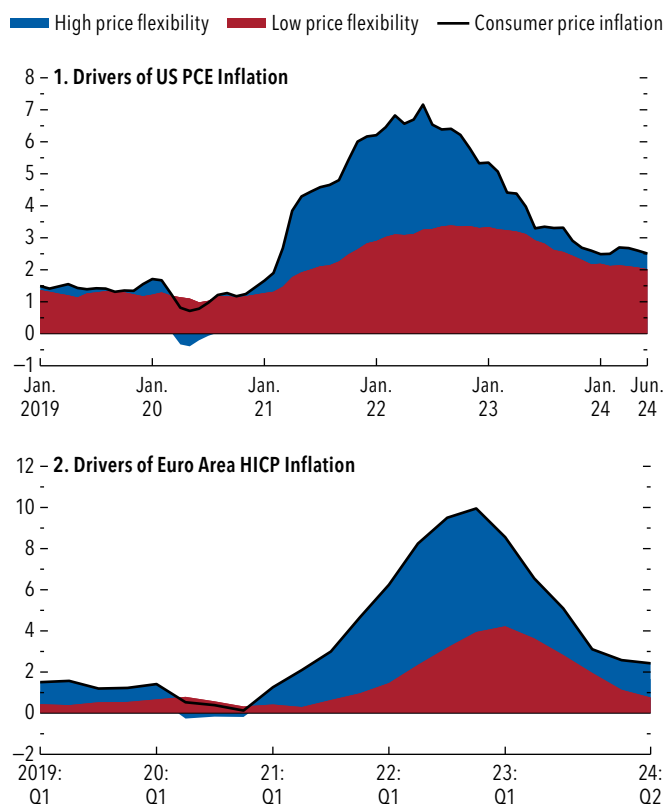 High price flexibility Low price flexibility Consumer price inflation
1. Drivers of US PCE Inflation
8
7
6
5
4
3
2
1
0
–1
Jan. Jan. Jan. Jan. Jan. Jan. Jun.
2019 20 21 22 23 24 24
2. Drivers of Euro Area HICP Inflation
12
10
8
6
4
2
0
–2
2019: 20: 21: 22: 23: 24:
Q1 Q1 Q1 Q1 Q1 Q2